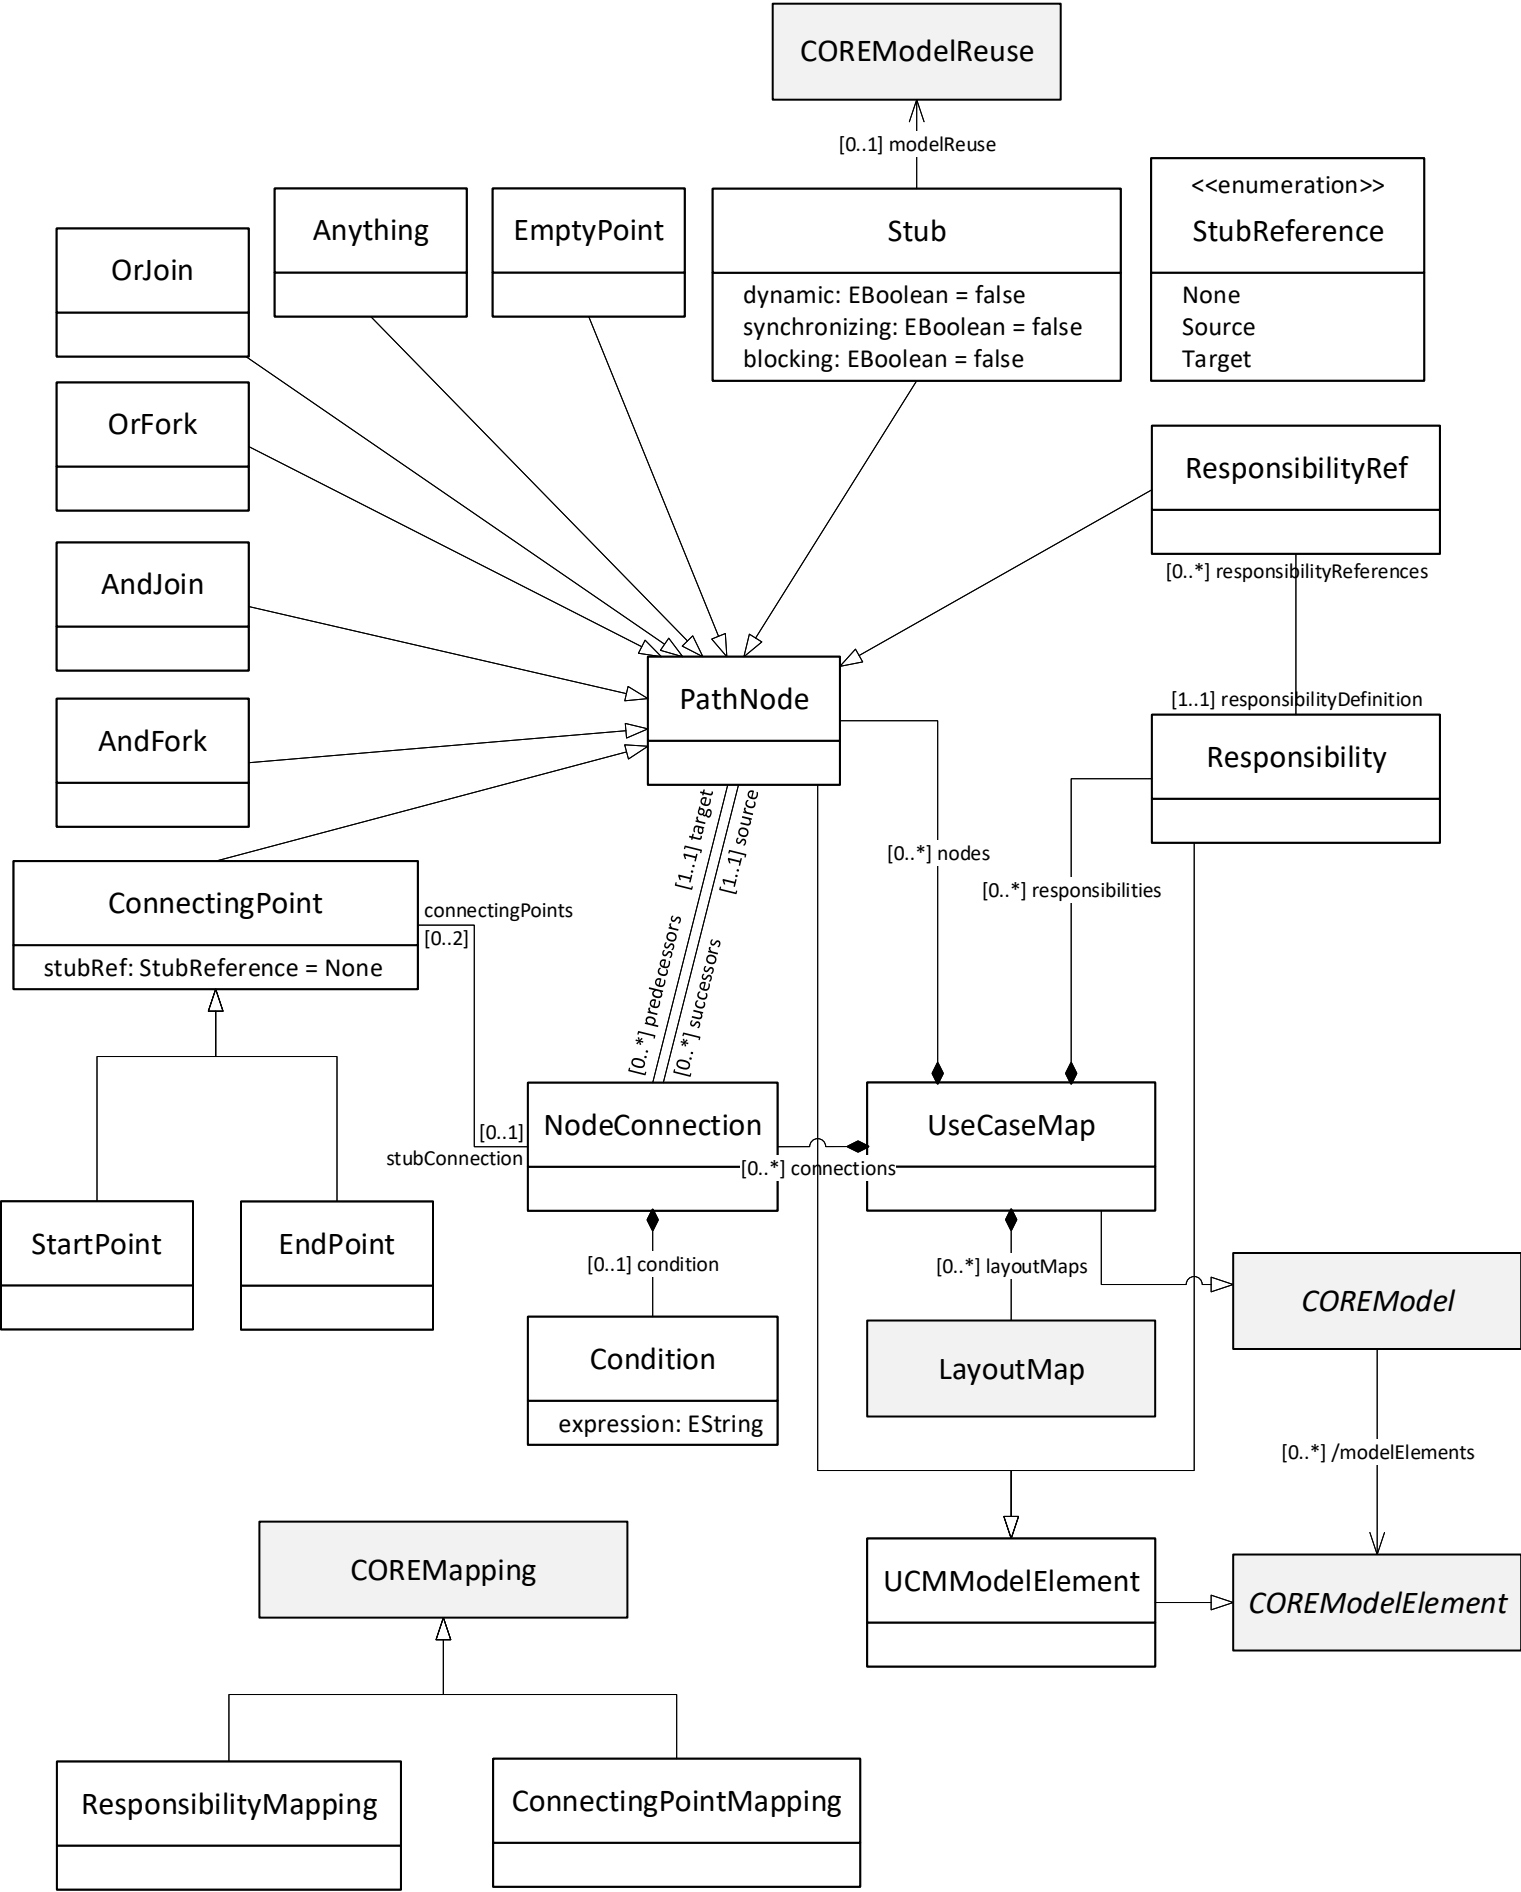 COREModelReuse
[0..1] modelReuse
<<enumeration>>
StubReference
None
Source
Target
Anything
EmptyPoint
Stub
dynamic: EBoolean = false
synchronizing: EBoolean = false
blocking: EBoolean = false
OrJoin
OrFork
AndJoin
AndFork
ResponsibilityRef
[0..*] responsibilityReferences
[1..1] responsibilityDefinition
Responsibility
PathNode
[1..1] target
[1..1] source
[0..*] predecessors
[0..*] successors
[0..*] nodes
[0..*] responsibilities
ConnectingPoint
stubRef: StubReference = None
connectingPoints
[0..2]
[0..1]
stubConnection
NodeConnection
[0..*] connections
UseCaseMap
StartPoint
EndPoint
[0..1] condition
Condition
expression: EString
[0..*] layoutMaps
LayoutMap
COREModel
[0..*] /modelElements
UCMModelElement
COREModelElement
COREMapping
ResponsibilityMapping
ConnectingPointMapping